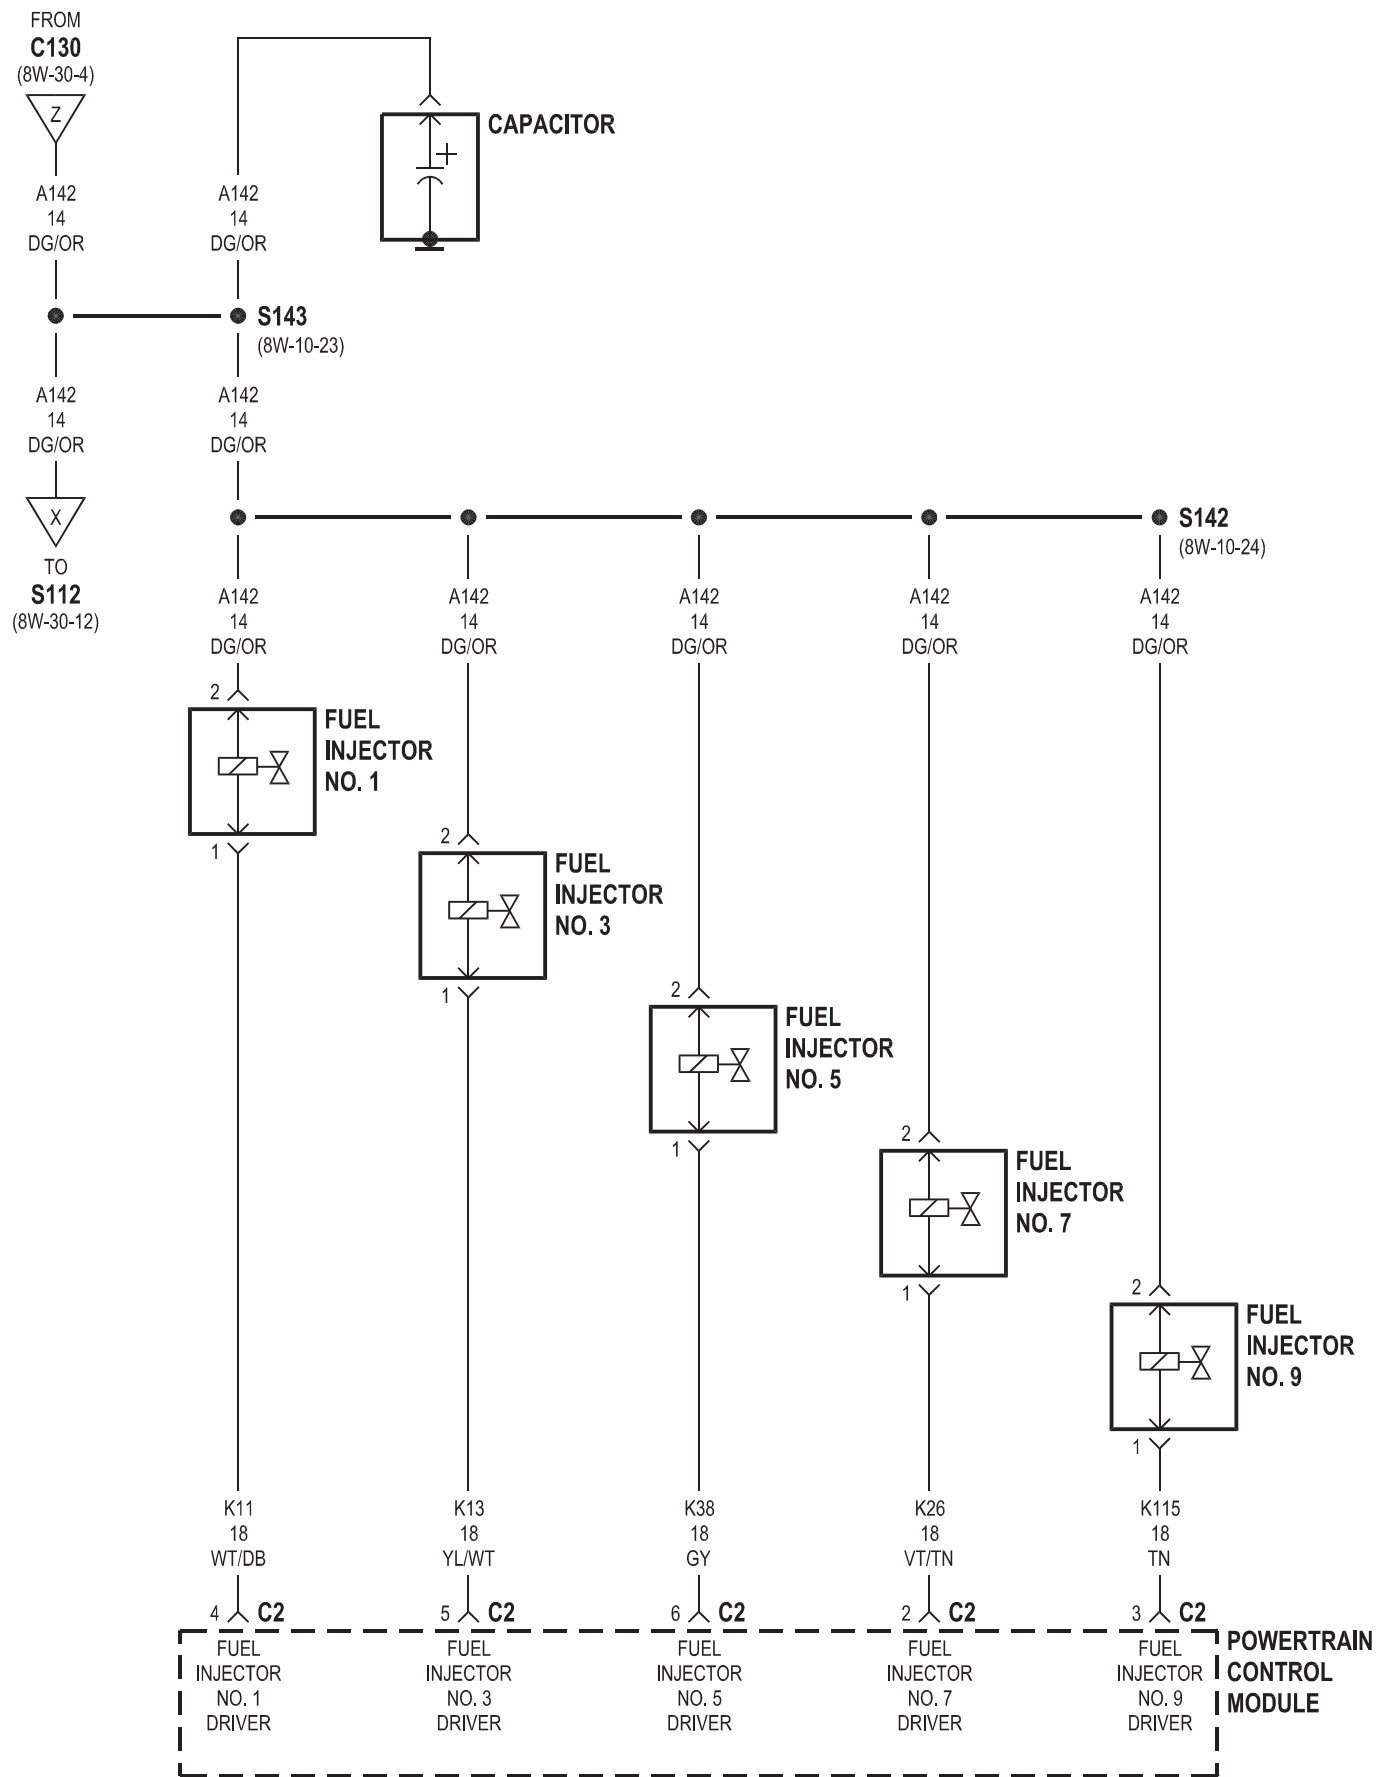 FROM
C130
(8W-30-4)
Z
CAPACITOR
+
A142
14
DG/OR
A142
14
DG/OR
S143
(8W-10-23)
A142
14
DG/OR
A142
14
DG/OR
X
TO
S112
(8W-30-12)
S142
(8W-10-24)
A142
14
DG/OR
A142
14
DG/OR
A142
14
DG/OR
A142
14
DG/OR
A142
14
DG/OR
2
FUEL
INJECTOR
NO. 1
1
2
FUEL
INJECTOR
NO. 3
1
2
FUEL
INJECTOR
NO. 5
1
2
FUEL
INJECTOR
NO. 7
1
2
FUEL
INJECTOR
NO. 9
1
K11
18
WT/DB
K13
18
YL/WT
K38
18
GY
K26
18
VT/TN
K115
18
TN
4 C2
5 C2
6 C2
2 C2
3 C2
FUEL
INJECTOR
NO. 1
DRIVER
FUEL
INJECTOR
NO. 3
DRIVER
FUEL
INJECTOR
NO. 5
DRIVER
FUEL
INJECTOR
NO. 7
DRIVER
FUEL
INJECTOR
NO. 9
DRIVER
POWERTRAIN
CONTROL
MODULE